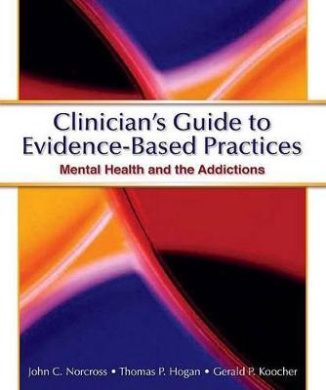 Clinician's Guide to
Evidence-Based Practices
Mental Health and the Addictions
John C. Norcross • Thomas P. Hogan • Gerald P. Koocher